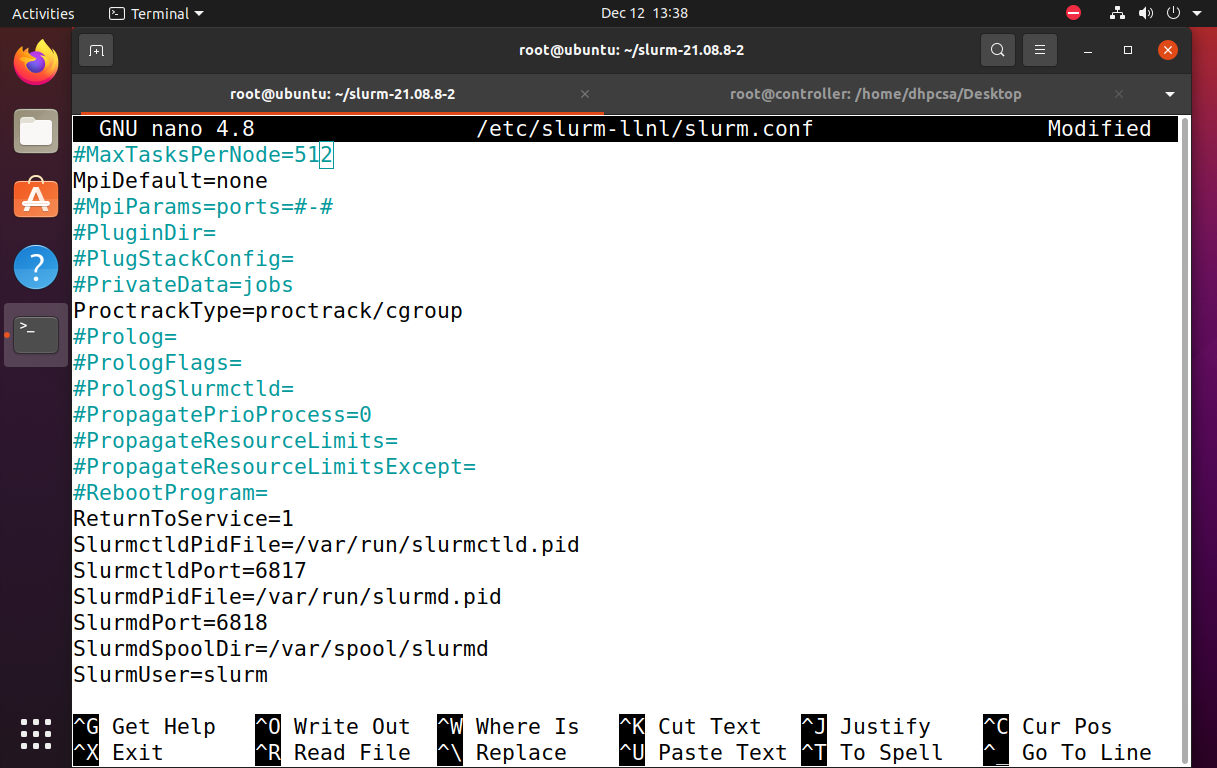 Activities Terminal Dec 12 13:38
root@ubuntu: ~/slurm-21.08.8-2
root@ubuntu: ~/slurm-21.08.8-2 root@controller: /home/dhpcsa/Desktop
GNU nano 4.8 /etc/slurm-llnl/slurm.conf Modified
#MaxTasksPerNode=512
MpiDefault=none
#MpiParams=ports=#-#
#PluginDir=
#PlugStackConfig=
#PrivateData=jobs
ProctrackType=proctrack/cgroup
#Prolog=
#PrologFlags=
#PrologSlurmctld=
#PropagatePrioProcess=0
#PropagateResourceLimits=
#PropagateResourceLimitsExcept=
#RebootProgram=
ReturnToService=1
SlurmctldPidFile=/var/run/slurmctld.pid
SlurmctldPort=6817
SlurmdPidFile=/var/run/slurmd.pid
SlurmdPort=6818
SlurmdSpoolDir=/var/spool/slurmd
SlurmUser=slurm
^G Get Help ^O Write Out ^W Where Is ^K Cut Text ^J Justify ^C Cur Pos
^X Exit ^R Read File ^\ Replace ^U Paste Text ^T To Spell ^_ Go To Line